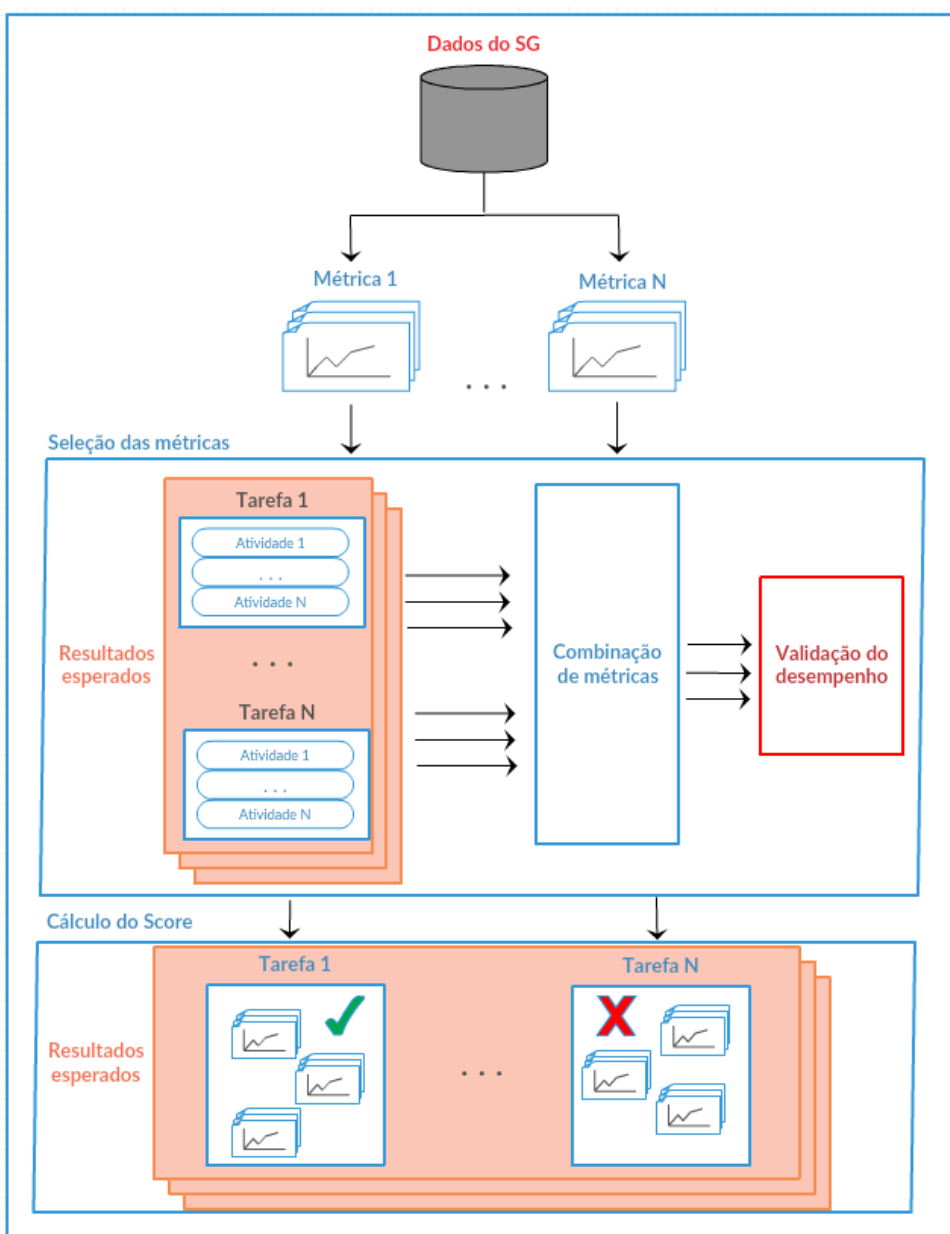 Dados do SG
Métrica 1
Métrica N
. . .
Seleção das métricas
Tarefa 1
Atividade 1
. . .
Atividade N
Resultados
esperados
. . .
Tarefa N
Atividade 1
. . .
Atividade N
Combinação
de métricas
Validação do
desempenho
Cálculo do Score
Tarefa 1
Tarefa N
Resultados
esperados
. . .